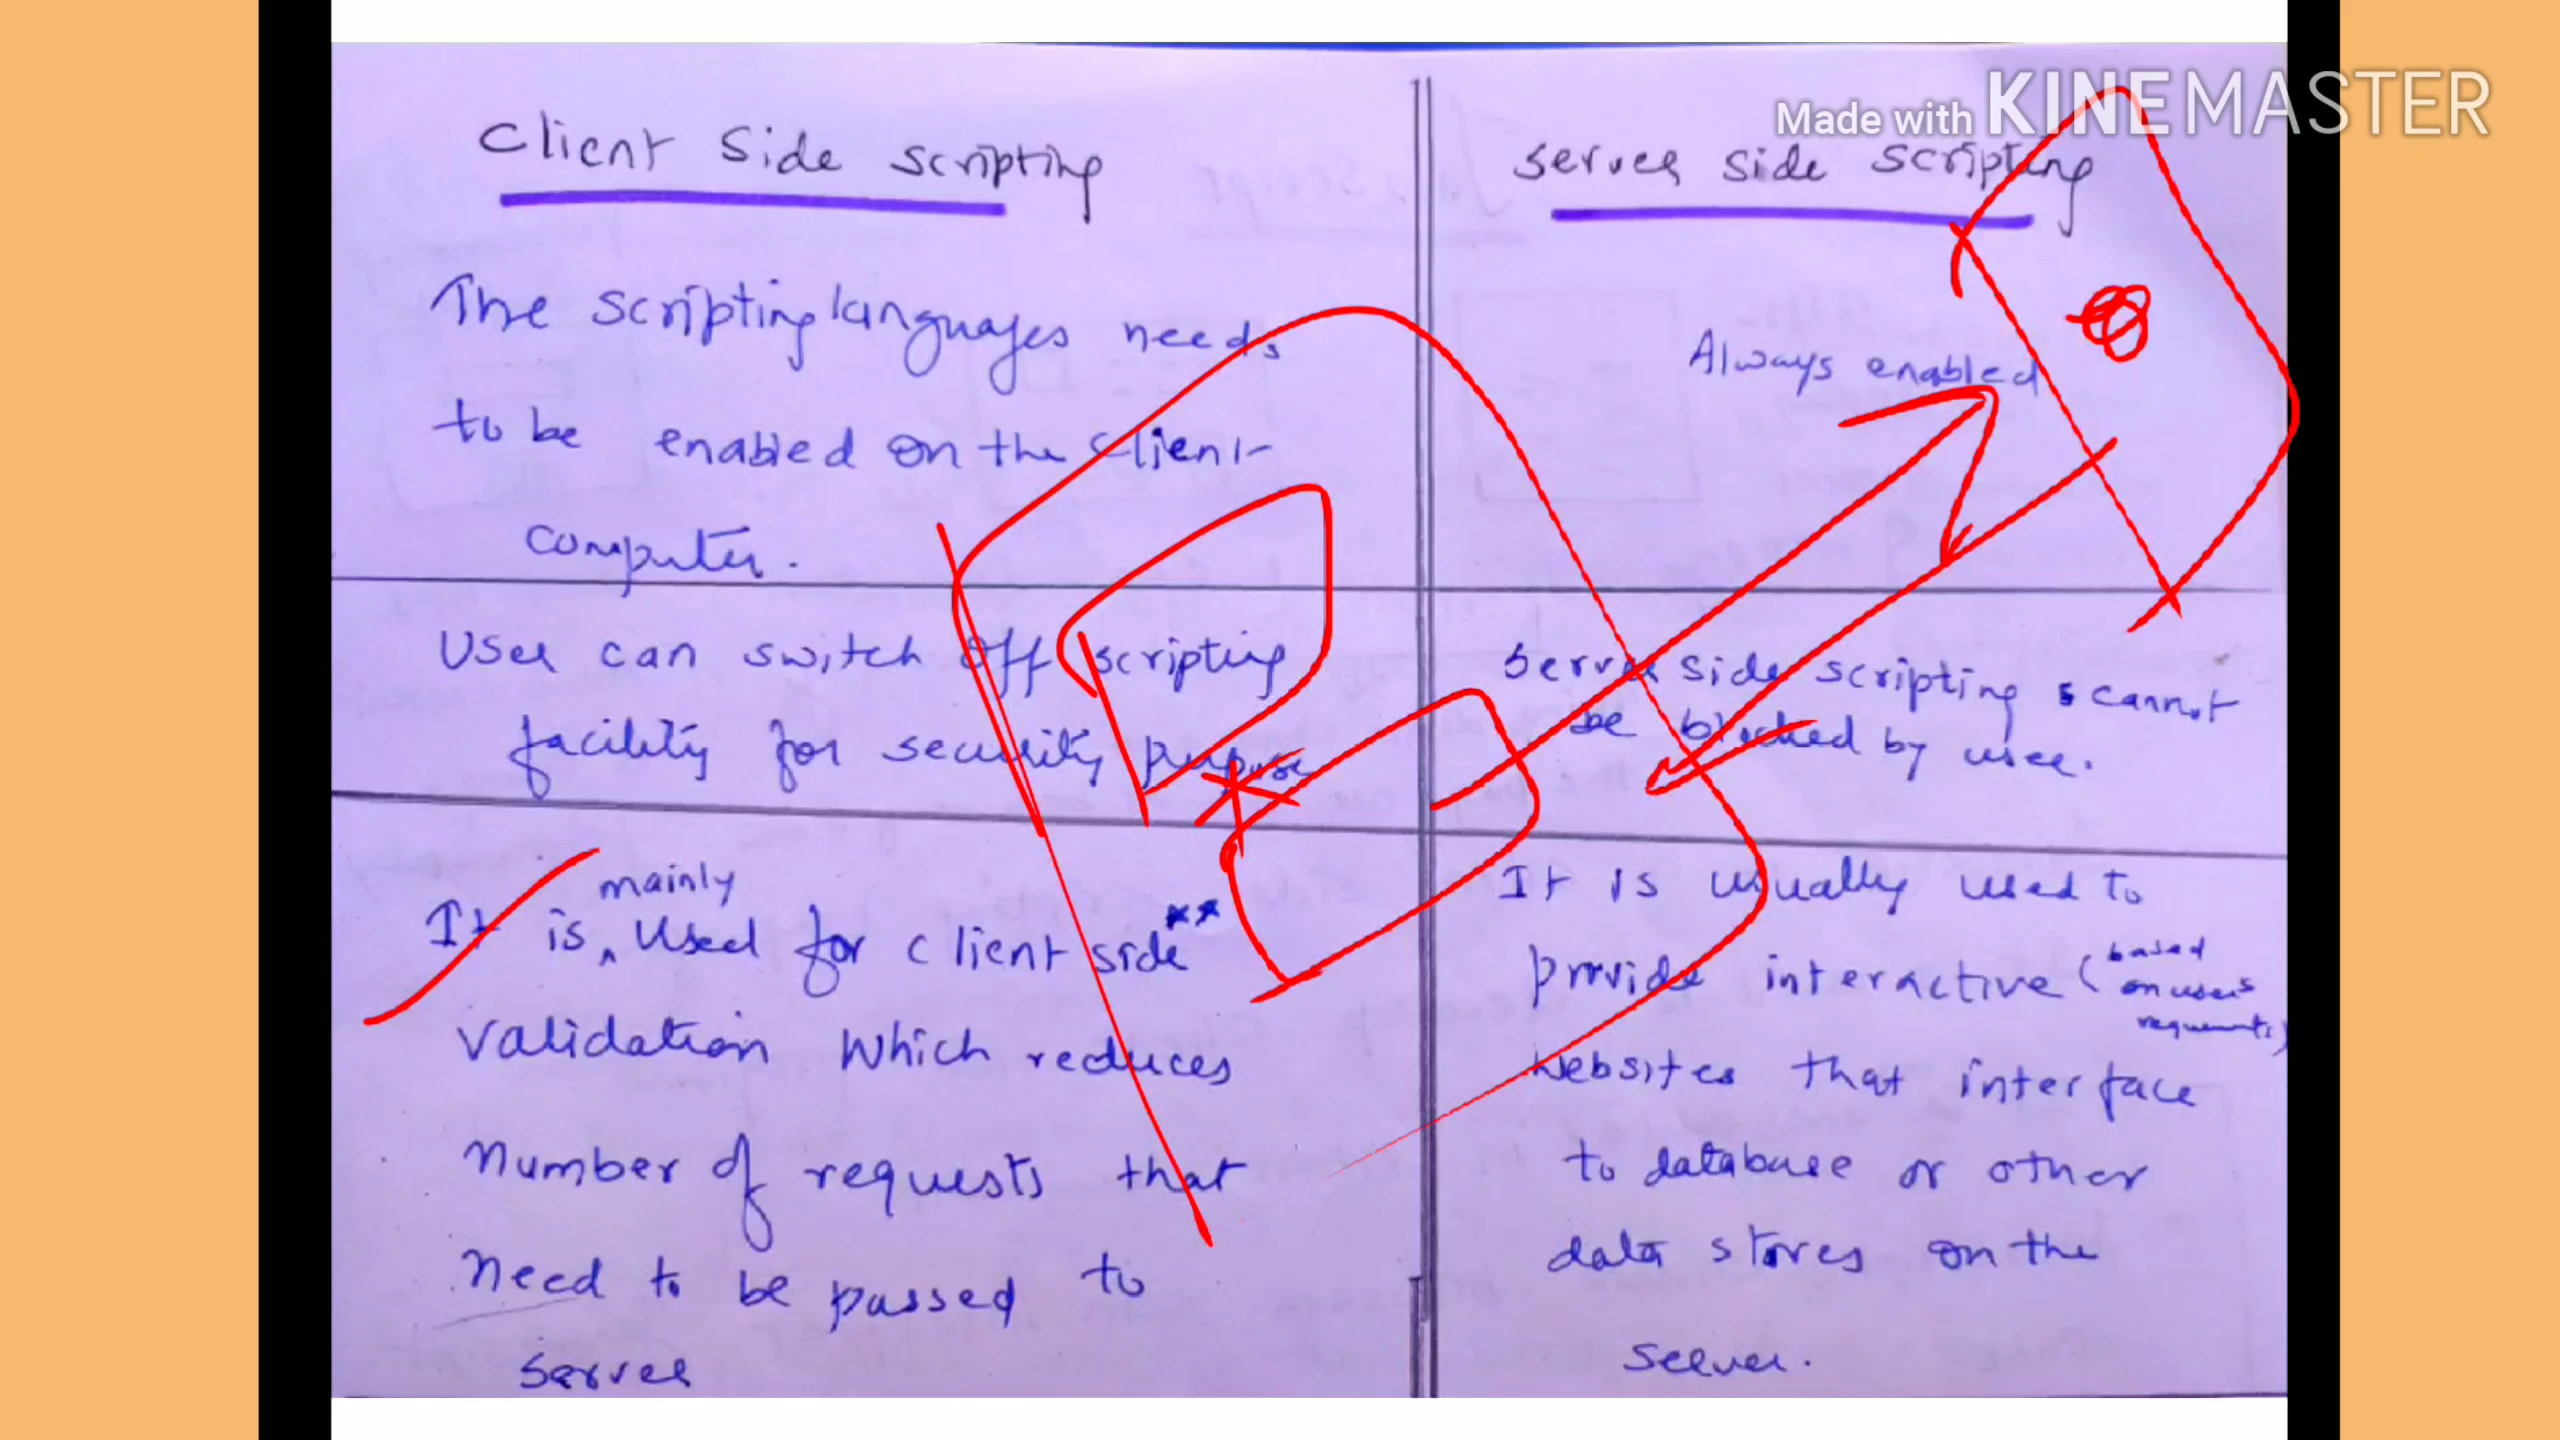 Made with KINEMASTER
Client Side Scripting
The scripting languages needs
to be enabled on the client
computer.
User can switch off scripting
facility for security purpose
mainly
It is ^ Used for client side **
validation which reduces
number of requests that
need to be passed to
server
Server side scripting
Always enabled
Server side scripting cannot
be blocked by user.
It is usually used to
provide interactive (based
on users
requirements)
websites that interface
to database or other
data stores on the
server.